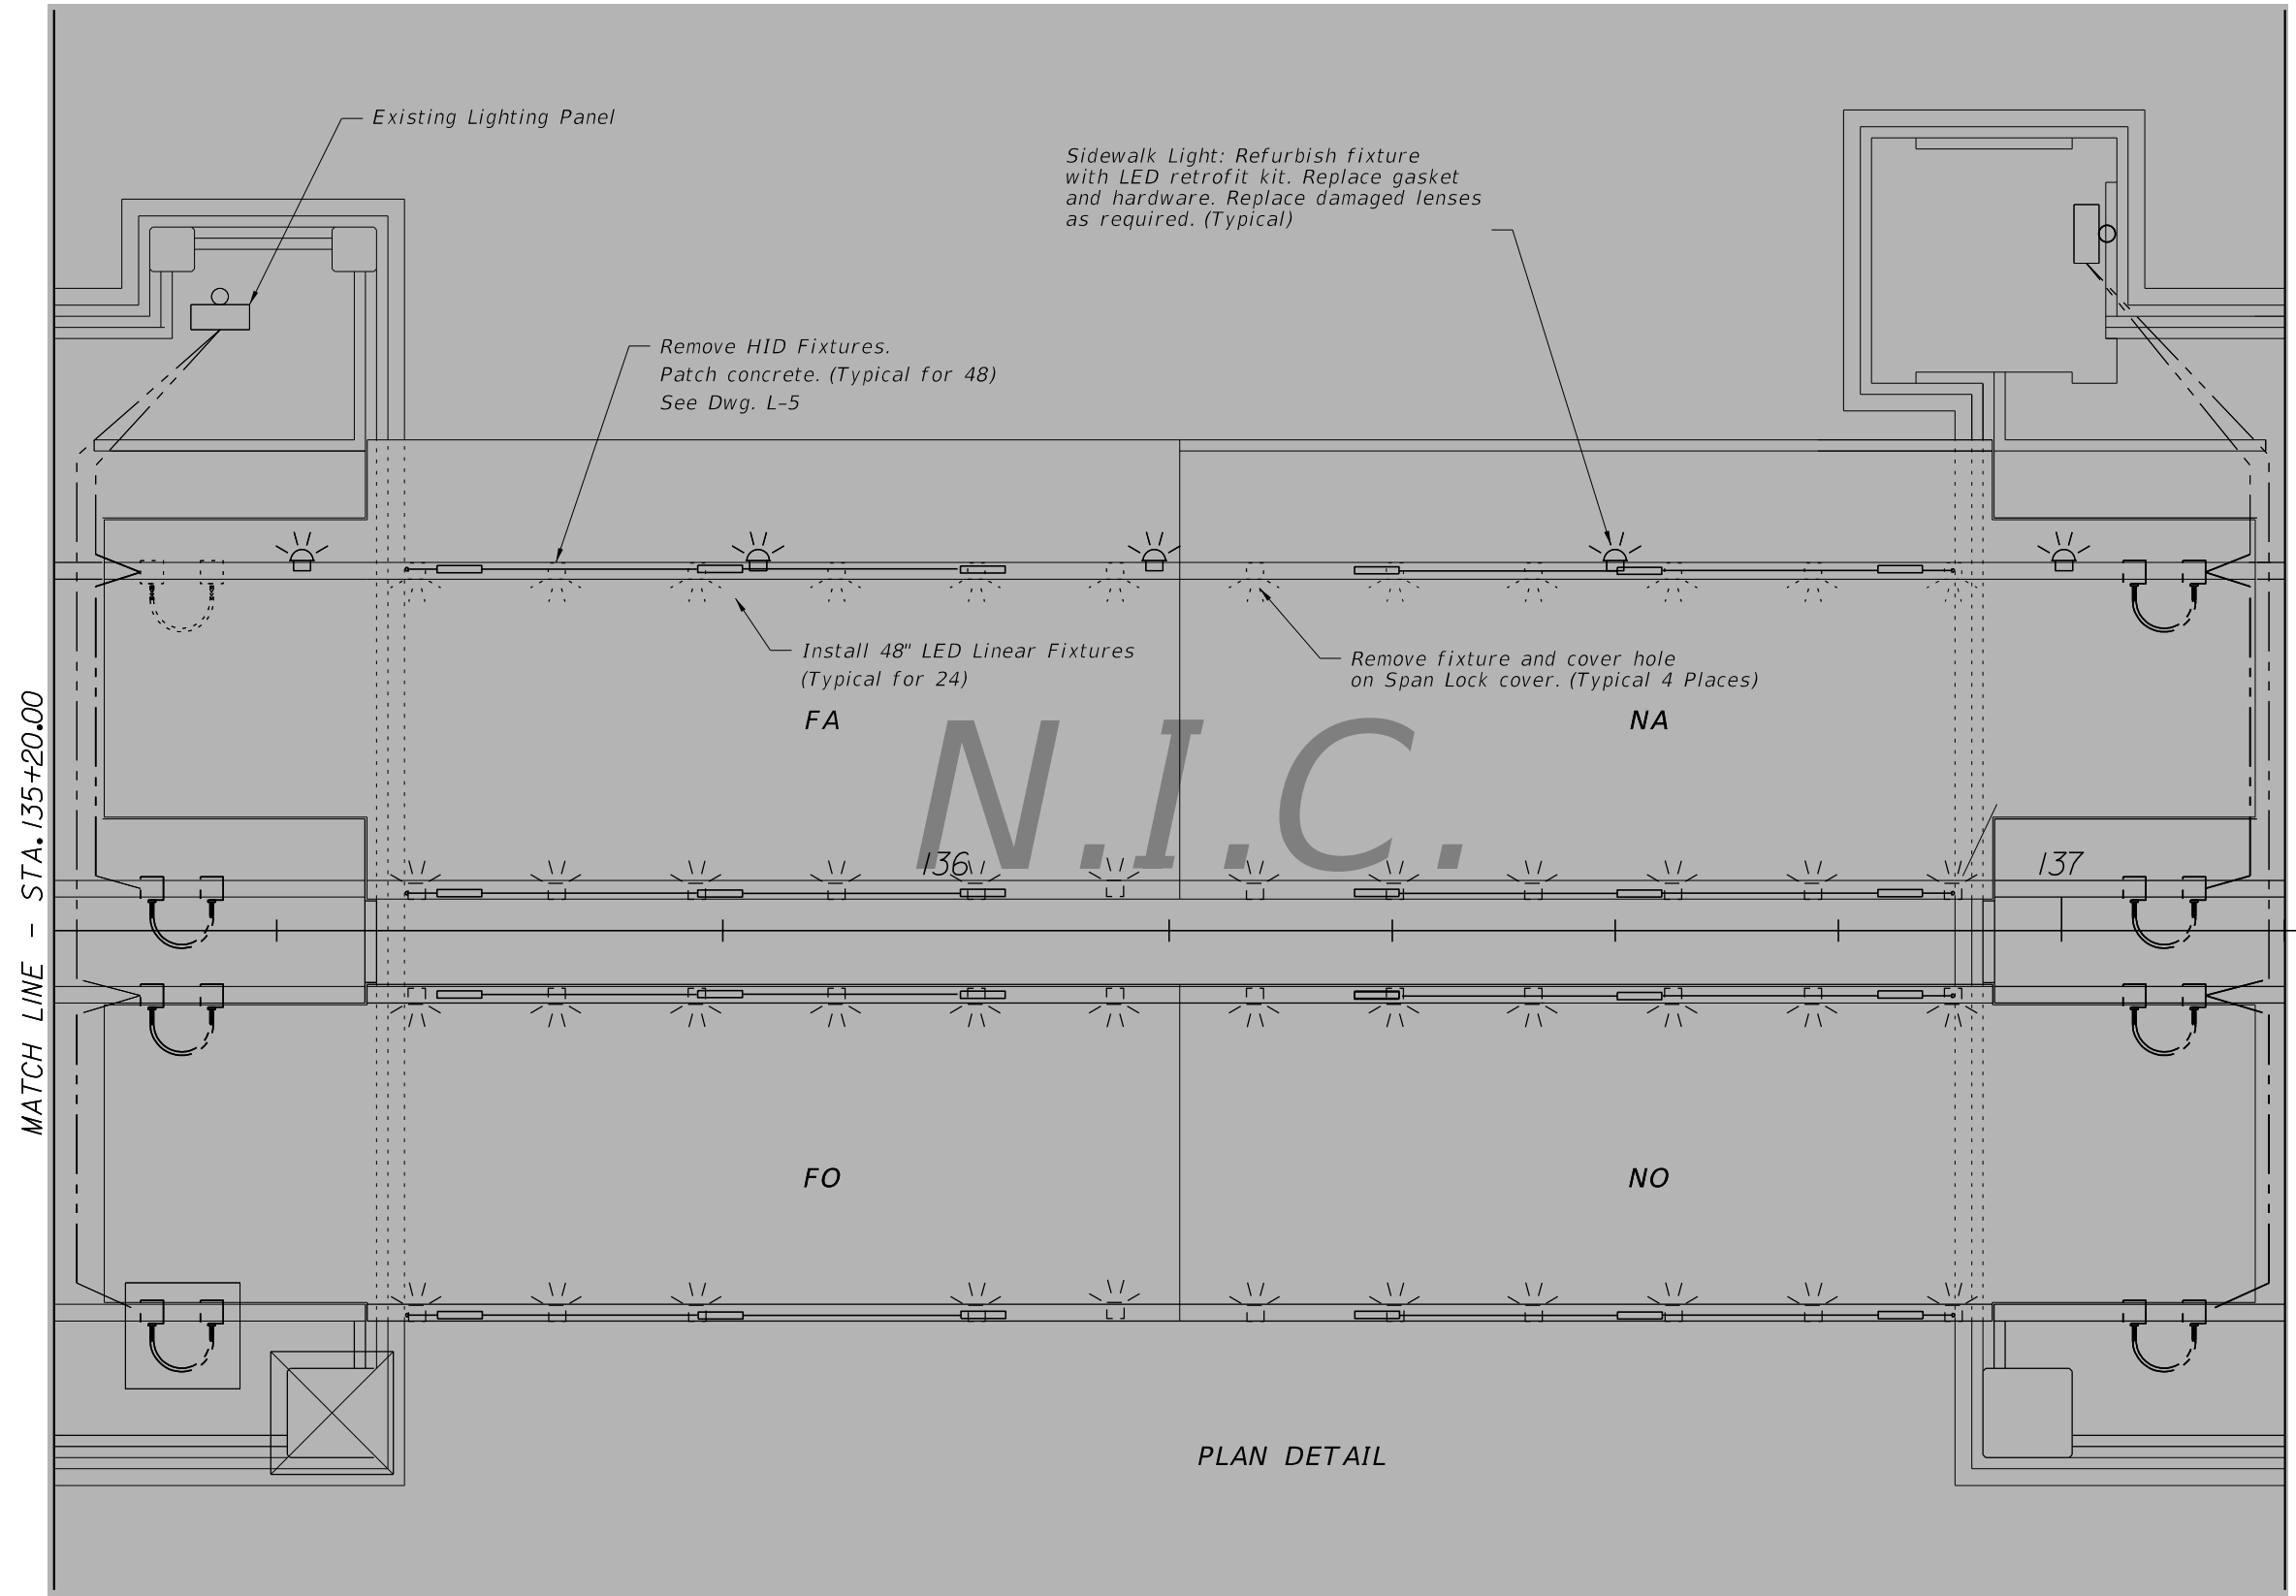 Existing Lighting Panel
Sidewalk Light: Refurbish fixture
with LED retrofit kit. Replace gasket
and hardware. Replace damaged lenses
as required. (Typical)
Remove HID Fixtures.
Patch concrete. (Typical for 48)
See Dwg. L-5
Install 48" LED Linear Fixtures
(Typical for 24)
Remove fixture and cover hole
on Span Lock cover. (Typical 4 Places)
FA
NA
N.I.C.
136
137
MATCH LINE - STA. 135+20.00
FO
NO
PLAN DETAIL